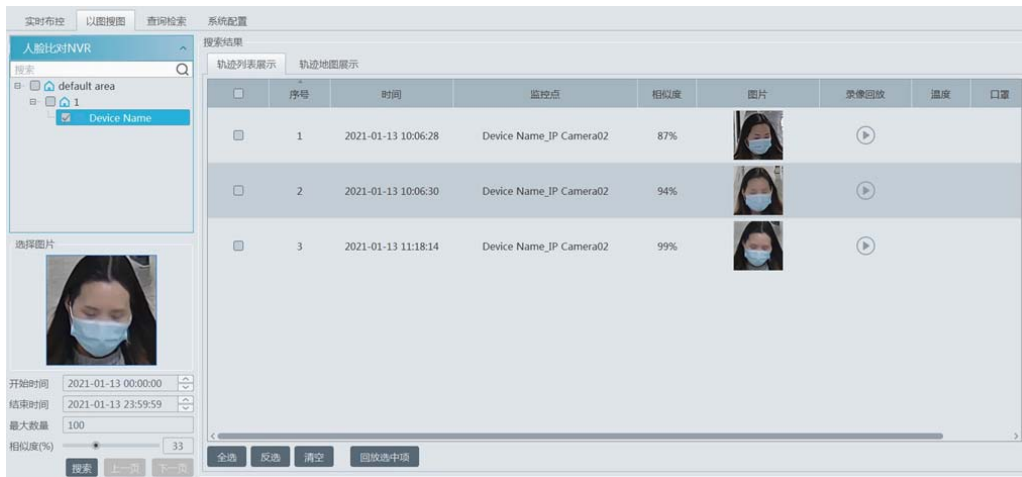 实时布控 以图搜图 查询检索 系统配置
人脸比对NVR
搜索
default area
1
Device Name
选择图片
开始时间 2021-01-13 00:00:00
结束时间 2021-01-13 23:59:59
最大数量 100
相似度(%) 33
搜索 上一页 下一页
搜索结果
轨迹列表展示 轨迹地图展示
序号 时间 监控点 相似度 图片 录像回放 温度 口罩
1 2021-01-13 10:06:28 Device Name_IP Camera02 87%
2 2021-01-13 10:06:30 Device Name_IP Camera02 94%
3 2021-01-13 11:18:14 Device Name_IP Camera02 99%
全选 反选 清空 回放选中项